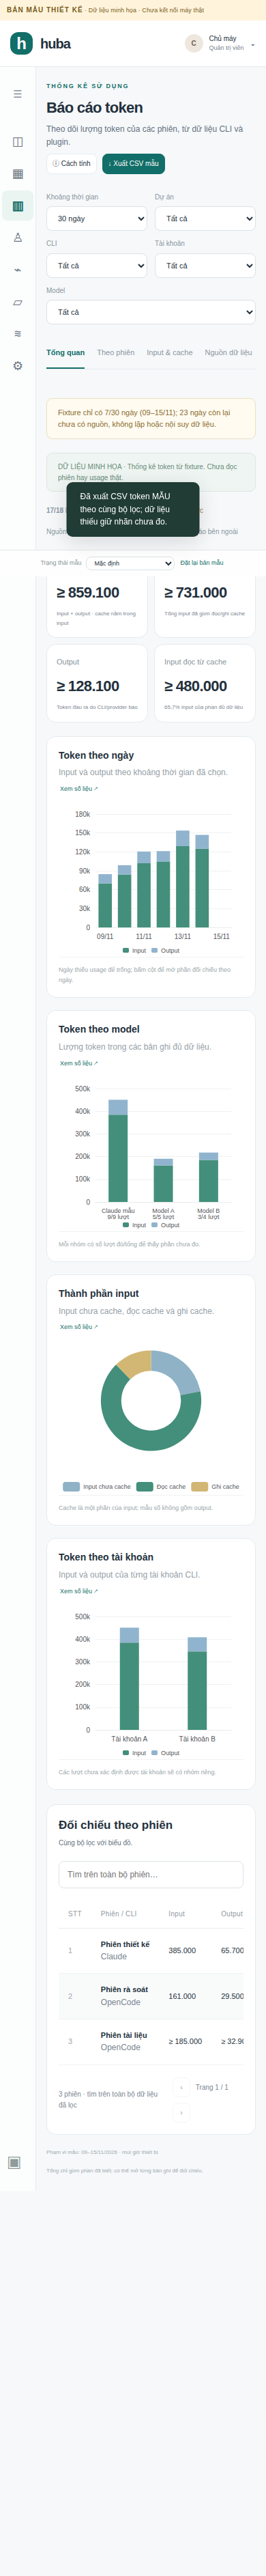 BẢN MẪU THIẾT KẾ · Dữ liệu minh họa · Chưa kết nối máy thật
h huba
C
Chủ máy
Quản trị viên
THỐNG KÊ SỬ DỤNG
Báo cáo token
Theo dõi lượng token của các phiên, từ dữ liệu CLI và
plugin.
ⓘ Cách tính
↓ Xuất CSV mẫu
Khoảng thời gian
Dự án
30 ngày
Tất cả
CLI
Tài khoản
Tất cả
Tất cả
Model
Tất cả
Tổng quan
Theo phiên
Input & cache
Nguồn dữ liệu
Fixture chỉ có 7/30 ngày (09–15/11); 23 ngày còn lại
chưa có nguồn, không lập hoặc nội suy dữ liệu.
DỮ LIỆU MINH HỌA · Thống kê token từ fixture. Chưa đọc
phiên hay usage thật.
Đã xuất CSV token MẪU
theo cùng bộ lọc; dữ liệu
thiếu giữ nhãn chưa đo.
17/18
Nguồn
bên ngoài
Trạng thái mẫu
Mặc định
Đặt lại bản mẫu
≥ 859.100
≥ 731.000
Input + output · cache nằm trong
input
Tổng input đã gom đọc/ghi cache
Output
Input đọc từ cache
≥ 128.100
≥ 480.000
Token đầu ra do CLI/provider báo
65.7% input của phần đủ dữ liệu
Token theo ngày
Input và output theo khoảng thời gian đã chọn.
Xem số liệu ↗
180k
150k
120k
90k
60k
30k
0
09/11
11/11
13/11
15/11
Input
Output
Ngày thiếu usage để trống; bấm cột để mở phần đối chiếu theo
ngày.
Token theo model
Lượng token trong các bản ghi đủ dữ liệu.
Xem số liệu ↗
500k
400k
300k
200k
100k
0
Claude mẫu
9/9 lượt
Model A
5/5 lượt
Model B
3/4 lượt
Input
Output
Mỗi nhóm có số lượt đủ/tổng để thấy phần chưa đo.
Thành phần input
Input chưa cache, đọc cache và ghi cache.
Xem số liệu ↗
Input chưa cache
Đọc cache
Ghi cache
Cache là một phần của input; mẫu số không gồm output.
Token theo tài khoản
Input và output của từng tài khoản CLI.
Xem số liệu ↗
500k
400k
300k
200k
100k
0
Tài khoản A
Tài khoản B
Input
Output
Các lượt chưa xác định được tài khoản sẽ có nhóm riêng.
Đối chiếu theo phiên
Cùng bộ lọc với biểu đồ.
Tìm trên toàn bộ phiên…
STT
Phiên / CLI
Input
Output
1
Phiên thiết kế
Claude
385.000
65.700
2
Phiên rà soát
OpenCode
161.000
29.500
3
Phiên tài liệu
OpenCode
≥ 185.000
≥ 32.90
3 phiên · tìm trên toàn bộ dữ liệu
đã lọc
‹
Trang 1 / 1
›
Phạm vi mẫu: 09–15/11/2026 · múi giờ thiết bị
Tổng chỉ gồm phần đã biết; có thể mở từng bản ghi để đối chiếu.